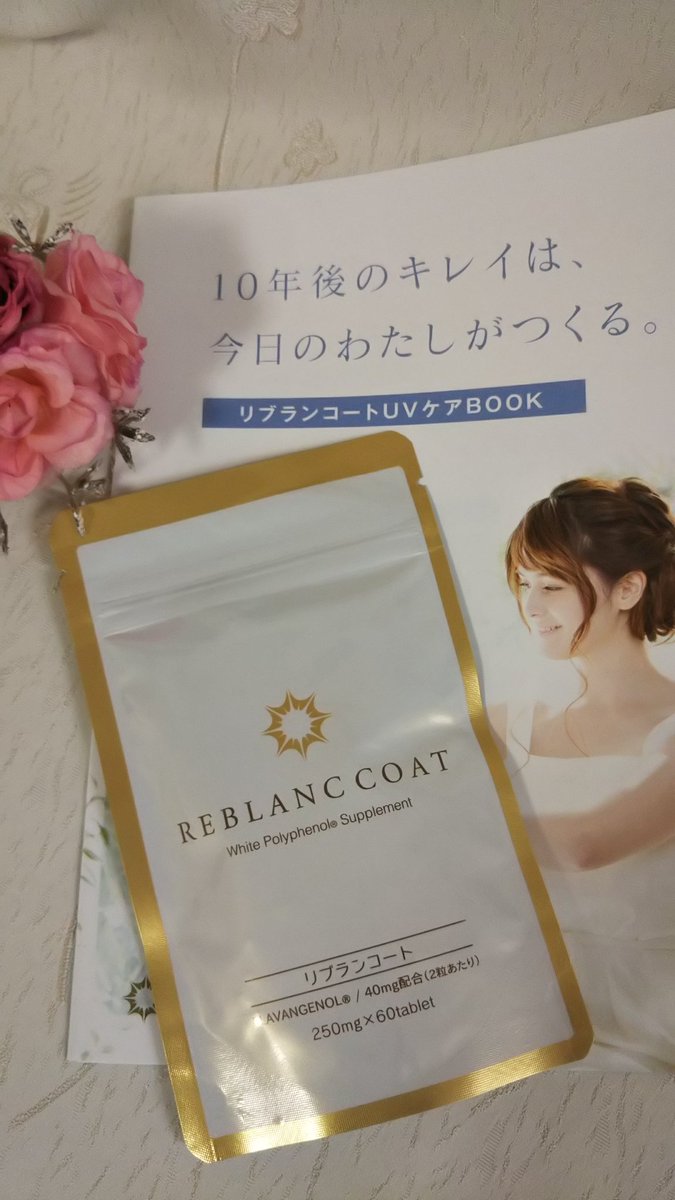 10年後のキレイは、
今日のわたしがつくる。
リブランコートUVケアBOOK
REBLANC COAT
White Polyphenol® Supplement
リブランコート
LAVANGENOL® / 40mg配合(2粒あたり)
250mg×60tablet